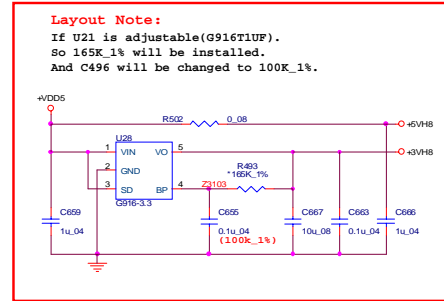 Layout Note:
If U21 is adjustable(G916T1UF).
So 165K_1% will be installed.
And C496 will be changed to 100K_1%.
+VDD5
R502 0_08
+5VH8
U28
+3VH8
1 VIN VO 5
2 GND
3 SD BP 4
G916-3.3
Z3103
R493
*165K_1%
C659
1u_04
C655
0.1u_04
(100k_1%)
C667
10u_08
C663
0.1u_04
C666
1u_04